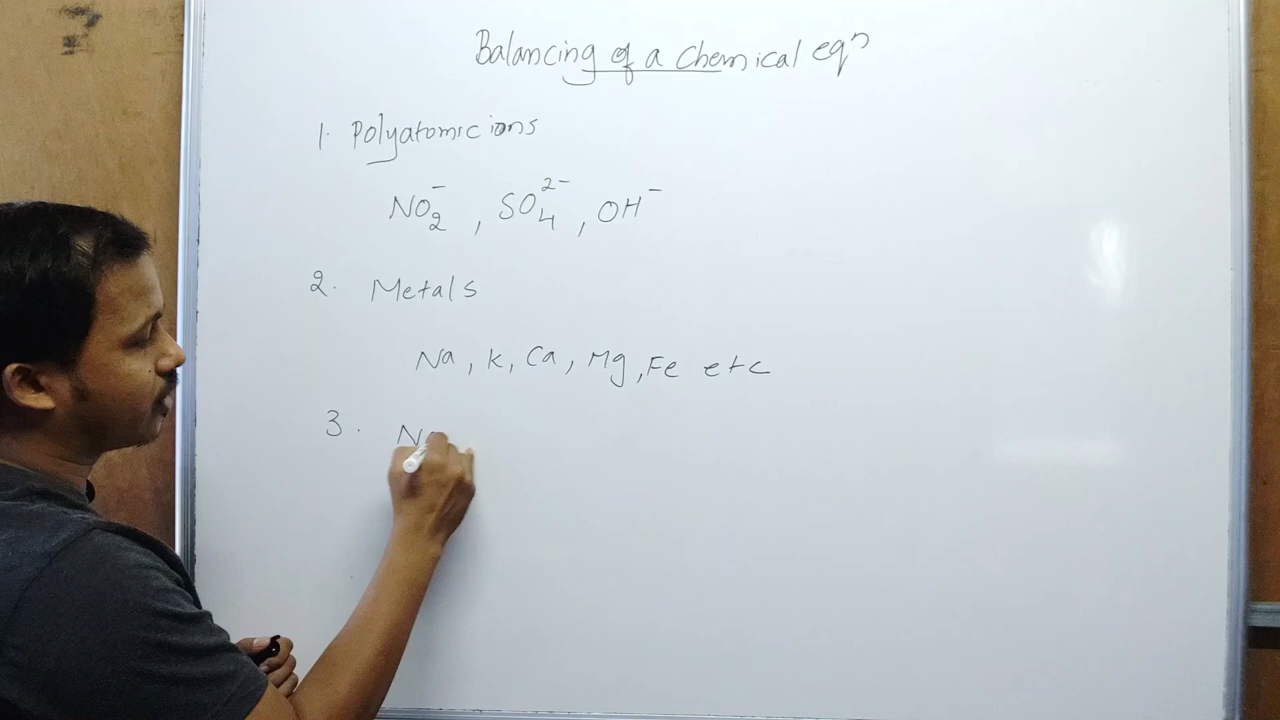 Balancing of a Chemical eqⁿ
1. Polyatomic ions
NO₂⁻, SO₄²⁻, OH⁻
2. Metals
Na, K, Ca, Mg, Fe etc
3. N